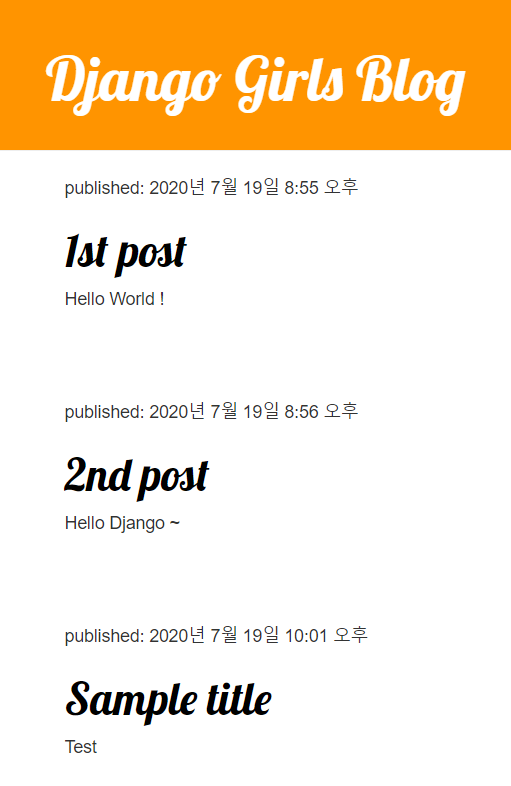 Django Girls Blog
published: 2020년 7월 19일 8:55 오후
1st post
Hello World !
published: 2020년 7월 19일 8:56 오후
2nd post
Hello Django ~
published: 2020년 7월 19일 10:01 오후
Sample title
Test